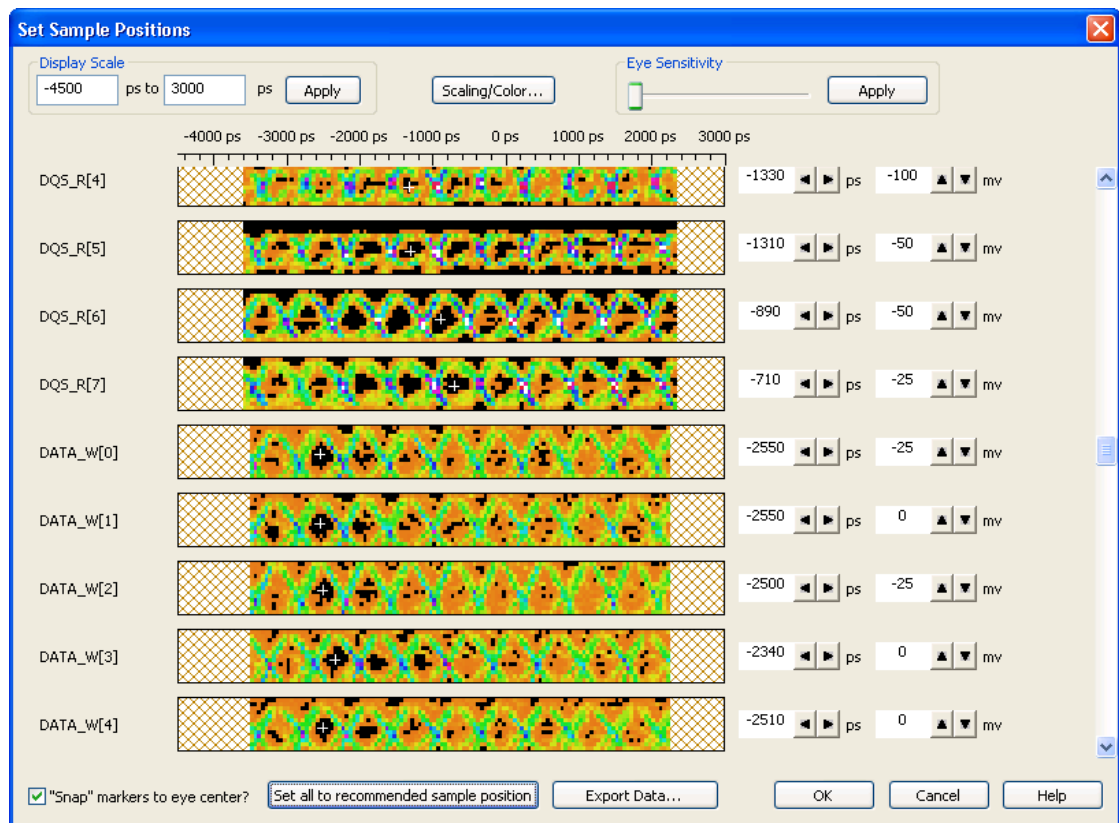 Set Sample Positions
Display Scale
Eye Sensitivity
-4500 ps to 3000 ps Apply Scaling/Color... Apply
-4000 ps -3000 ps -2000 ps -1000 ps 0 ps 1000 ps 2000 ps 3000 ps
DQS_R[4] -1330 ps -100 mv
DQS_R[5] -1310 ps -50 mv
DQS_R[6] -890 ps -50 mv
DQS_R[7] -710 ps -25 mv
DATA_W[0] -2550 ps -25 mv
DATA_W[1] -2550 ps 0 mv
DATA_W[2] -2500 ps -25 mv
DATA_W[3] -2340 ps 0 mv
DATA_W[4] -2510 ps 0 mv
"Snap" markers to eye center? Set all to recommended sample position Export Data... OK Cancel Help